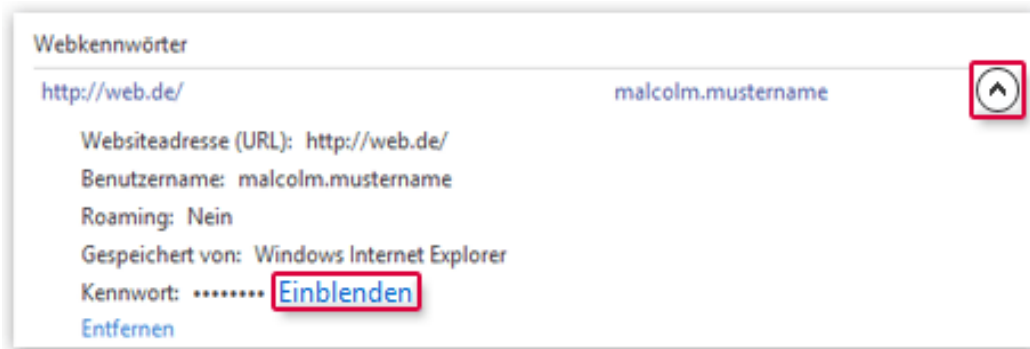 Webkennwörter
http://web.de/ malcolm.mustername
Websiteadresse (URL): http://web.de/
Benutzername: malcolm.mustername
Roaming: Nein
Gespeichert von: Windows Internet Explorer
Kennwort: •••••••• Einblenden
Entfernen